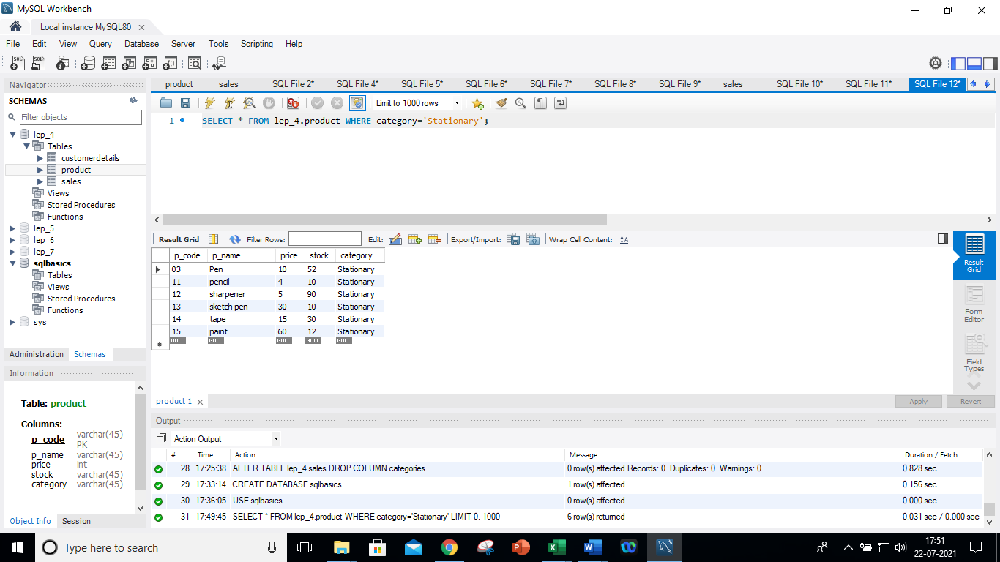 MySQL Workbench
Local instance MySQL80
File Edit View Query Database Server Tools Scripting Help
Navigator
SCHEMAS
Filter objects
lep_4
Tables
customerdetails
product
sales
Views
Stored Procedures
Functions
lep_5
lep_6
lep_7
sqlbasics
Tables
Views
Stored Procedures
Functions
sys
Administration Schemas
Information
Table: product
Columns:
p_code varchar(45) PK
p_name varchar(45)
price int
stock varchar(45)
category varchar(45)
Object Info Session
product sales SQL File 2* SQL File 4* SQL File 5* SQL File 6* SQL File 7* SQL File 8* SQL File 9* sales SQL File 10* SQL File 11* SQL File 12*
Limit to 1000 rows
1 SELECT * FROM lep_4.product WHERE category='Stationary';
Result Grid Filter Rows: Edit: Export/Import: Wrap Cell Content:
p_code p_name price stock category
03 Pen 10 52 Stationary
11 pencil 4 10 Stationary
12 sharpener 5 90 Stationary
13 sketch pen 30 10 Stationary
14 tape 15 30 Stationary
15 paint 60 12 Stationary
NULL NULL NULL NULL NULL
Result Grid
Form Editor
Field Types
product 1 Apply Revert
Output
Action Output
# Time Action Message Duration / Fetch
28 17:25:38 ALTER TABLE lep_4.sales DROP COLUMN categories 0 row(s) affected Records: 0 Duplicates: 0 Warnings: 0 0.828 sec
29 17:33:14 CREATE DATABASE sqlbasics 1 row(s) affected 0.156 sec
30 17:36:05 USE sqlbasics 0 row(s) affected 0.000 sec
31 17:49:45 SELECT * FROM lep_4.product WHERE category='Stationary' LIMIT 0, 1000 6 row(s) returned 0.031 sec / 0.000 sec
Type here to search
17:51
22-07-2021